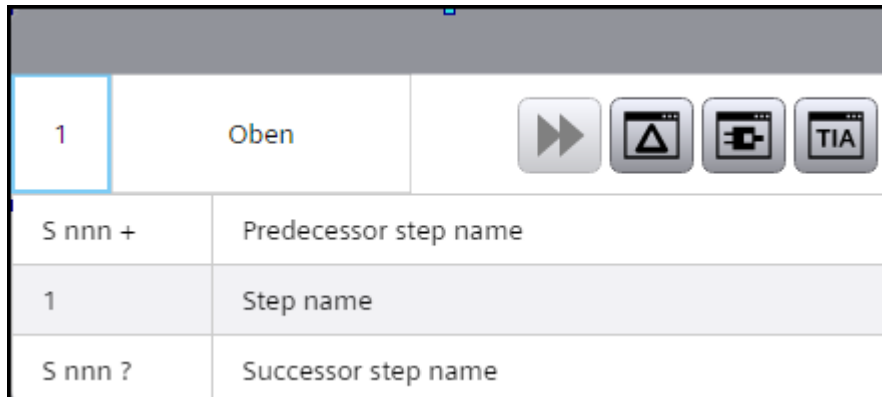 1 Oben TIA
S nnn + Predecessor step name
1 Step name
S nnn ? Successor step name